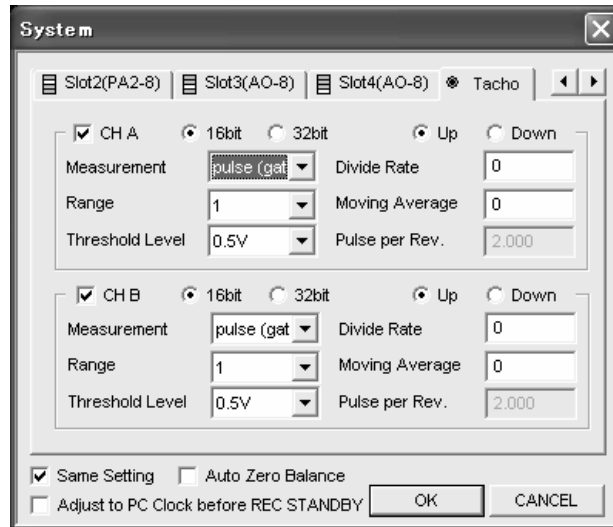 System
Slot2(PA2-8) Slot3(AO-8) Slot4(AO-8) Tacho
CH A 16bit 32bit Up Down
Measurement pulse (gat Divide Rate 0
Range 1 Moving Average 0
Threshold Level 0.5V Pulse per Rev. 2.000
CH B 16bit 32bit Up Down
Measurement pulse (gat Divide Rate 0
Range 1 Moving Average 0
Threshold Level 0.5V Pulse per Rev. 2.000
Same Setting Auto Zero Balance
Adjust to PC Clock before REC STANDBY OK CANCEL